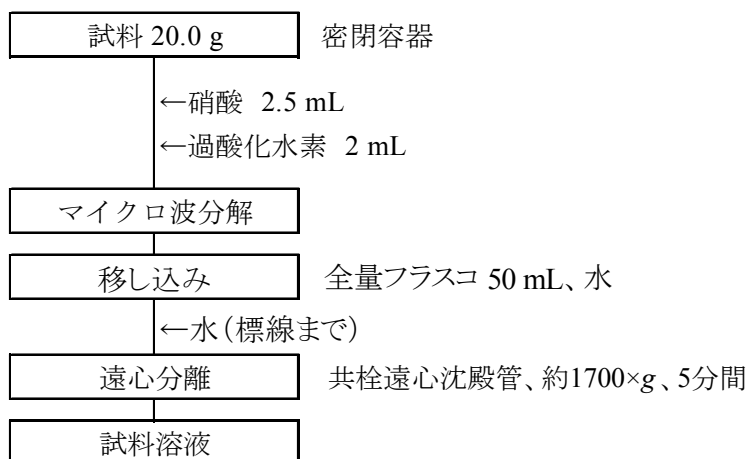 試料 20.0 g 密閉容器
←硝酸 2.5 mL
←過酸化水素 2 mL
マイクロ波分解
移し込み 全量フラスコ 50 mL、水
←水(標線まで)
遠心分離 共栓遠心沈殿管、約1700×g、5分間
試料溶液